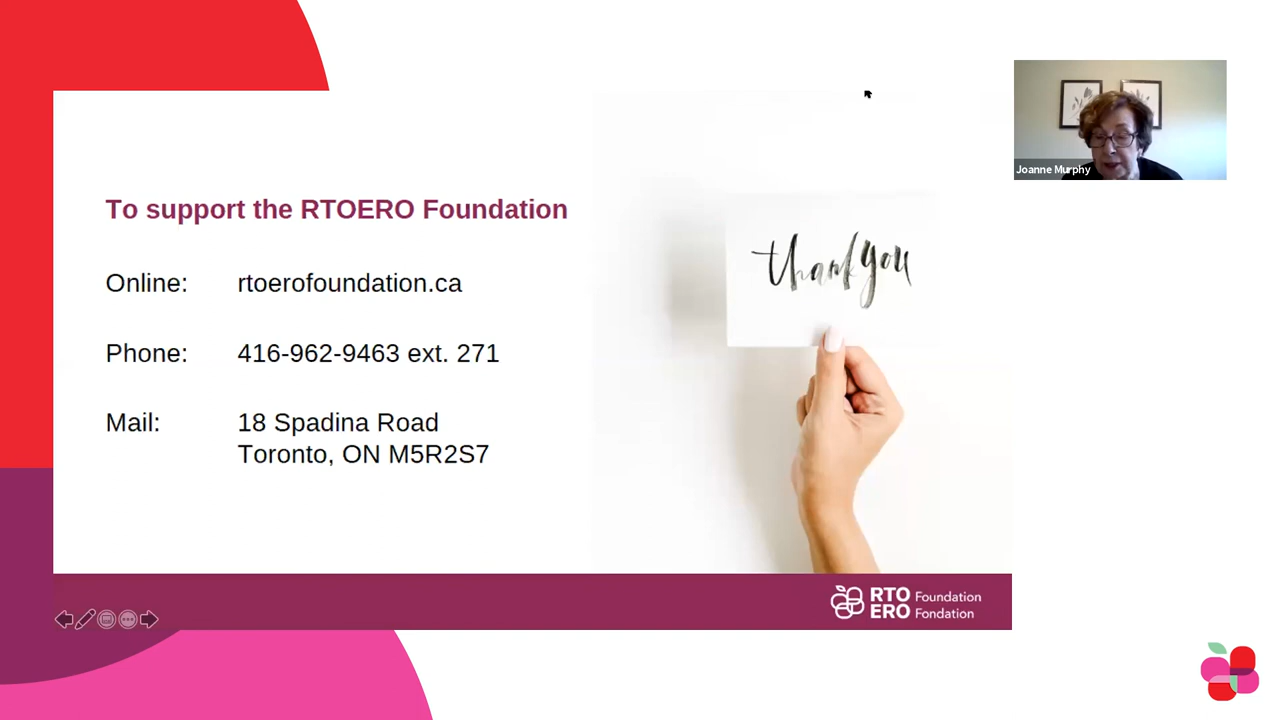 To support the RTOERO Foundation
Online: rtoerofoundation.ca
Phone: 416-962-9463 ext. 271
Mail: 18 Spadina Road
Toronto, ON M5R2S7
thank you
Joanne Murphy
RTO Foundation
ERO Fondation